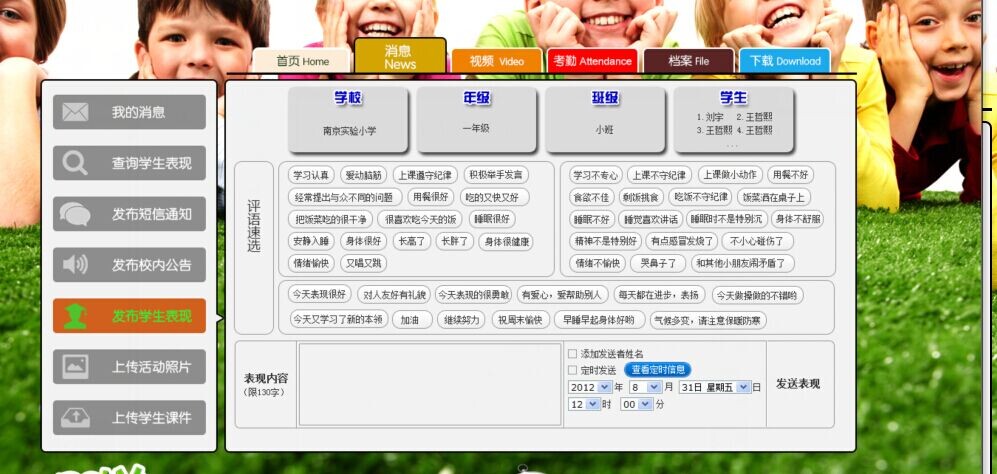 首页 Home
消息 News
视频 Video
考勤 Attendance
档案 File
下载 Download
我的消息
查询学生表现
发布短信通知
发布校内公告
发布学生表现
上传活动照片
上传学生课件
学校
南京实验小学
年级
一年级
班级
小班
学生
1. 刘宇 2. 王哲熙
3. 王哲熙 4. 王哲熙
...
评语速选
学习认真 爱动脑筋 上课遵守纪律 积极举手发言
经常提出与众不同的问题 用餐很好 吃的又快又好
把饭菜吃的很干净 很喜欢吃今天的饭 睡眠很好
安静入睡 身体很好 长高了 长胖了 身体很健康
情绪愉快 又唱又跳
学习不专心 上课不守纪律 上课做小动作 用餐不好
食欲不佳 剩饭挑食 吃饭不守纪律 饭菜洒在桌子上
睡眠不好 睡觉喜欢讲话 睡眠时不是特别沉 身体不舒服
精神不是特别好 有点感冒发烧了 不小心碰伤了
情绪不愉快 哭鼻子了 和其他小朋友闹矛盾了
今天表现很好 对人友好有礼貌 今天表现的很勇敢 有爱心，爱帮助别人 每天都在进步，表扬 今天做操做的不错哟
今天又学习了新的本领 加油 继续努力 祝周末愉快 早睡早起身体好哟 气候多变，请注意保暖防寒
表现内容
（限130字）
添加发送者姓名
定时发送 查看定时信息
2012 年 8 月 31日 星期五 日
12 时 00 分
发送表现